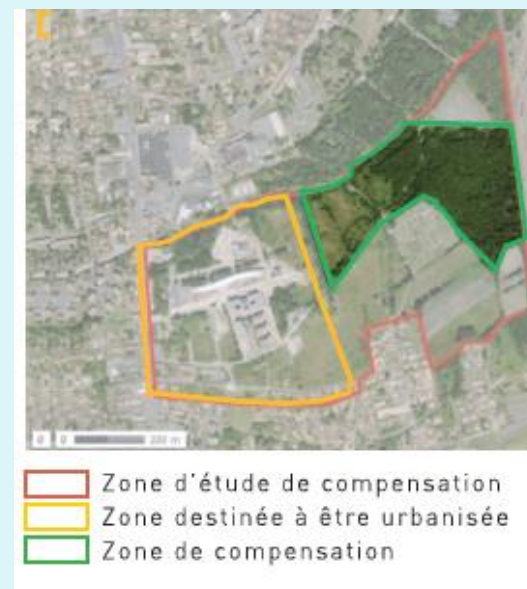 Zone d'étude de compensation
Zone destinée à être urbanisée
Zone de compensation